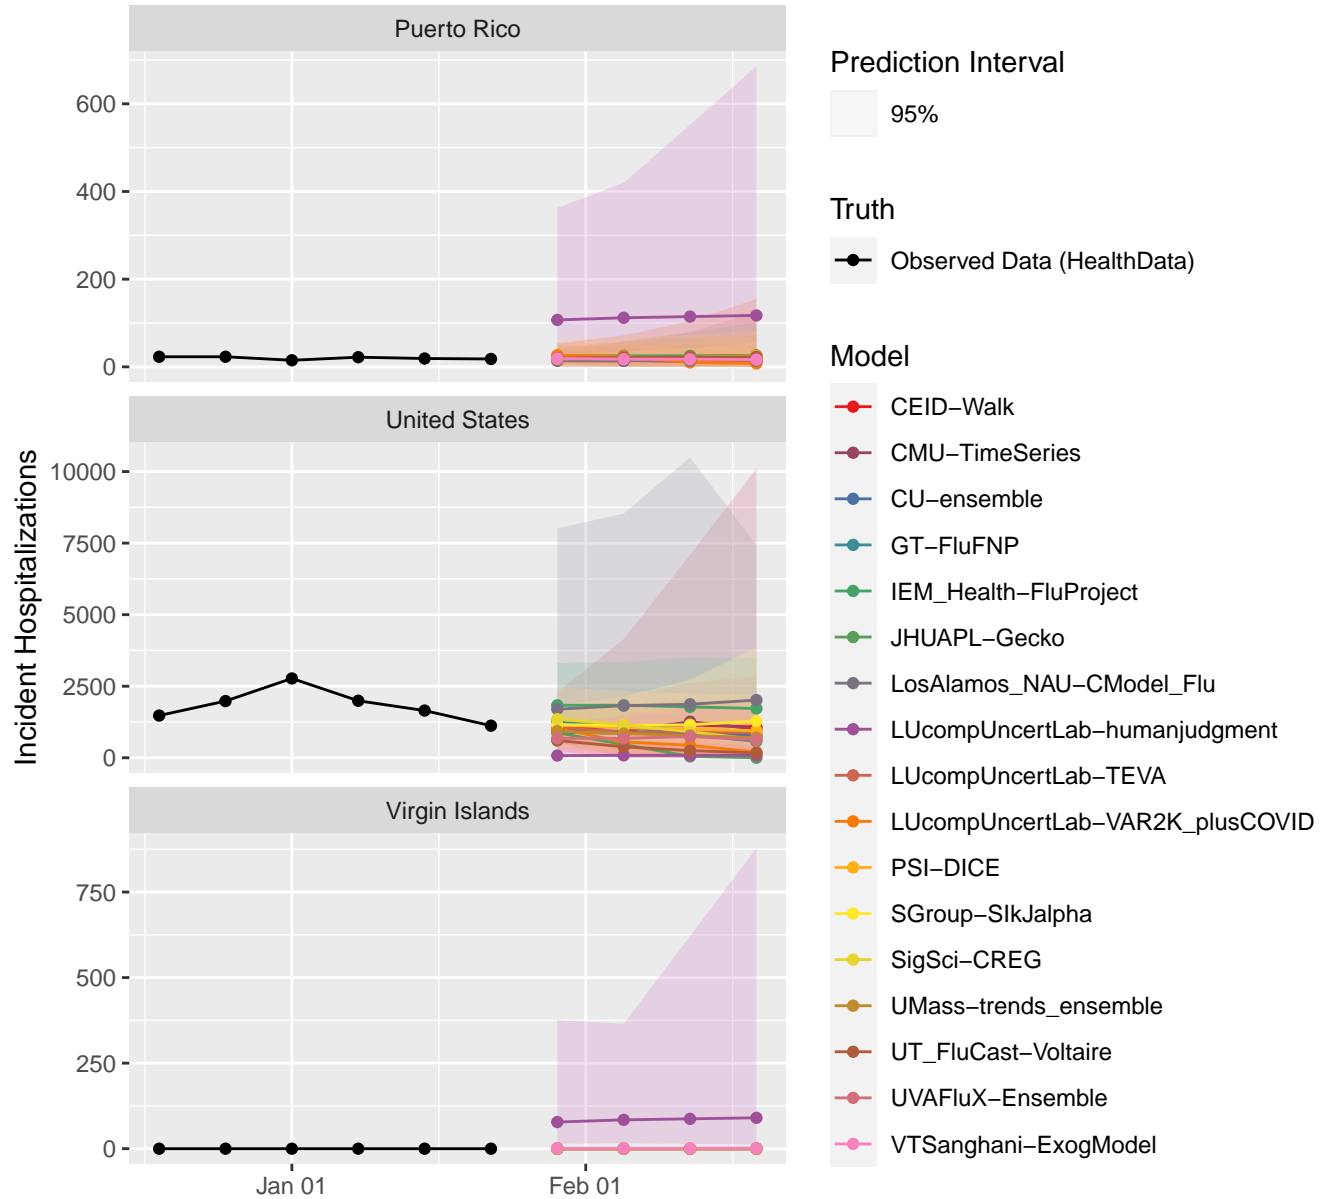 Puerto Rico
600
400
200
0
United States
10000
7500
5000
2500
0
Virgin Islands
750
500
250
0
Jan 01
Feb 01
Incident Hospitalizations
Prediction Interval
95%
Truth
Observed Data (HealthData)
Model
CEID−Walk
CMU−TimeSeries
CU−ensemble
GT−FluFNP
IEM_Health−FluProject
JHUAPL−Gecko
LosAlamos_NAU−CModel_Flu
LUcompUncertLab−humanjudgment
LUcompUncertLab−TEVA
LUcompUncertLab−VAR2K_plusCOVID
PSI−DICE
SGroup−SIkJalpha
SigSci−CREG
UMass−trends_ensemble
UT_FluCast−Voltaire
UVAFluX−Ensemble
VTSanghani−ExogModel